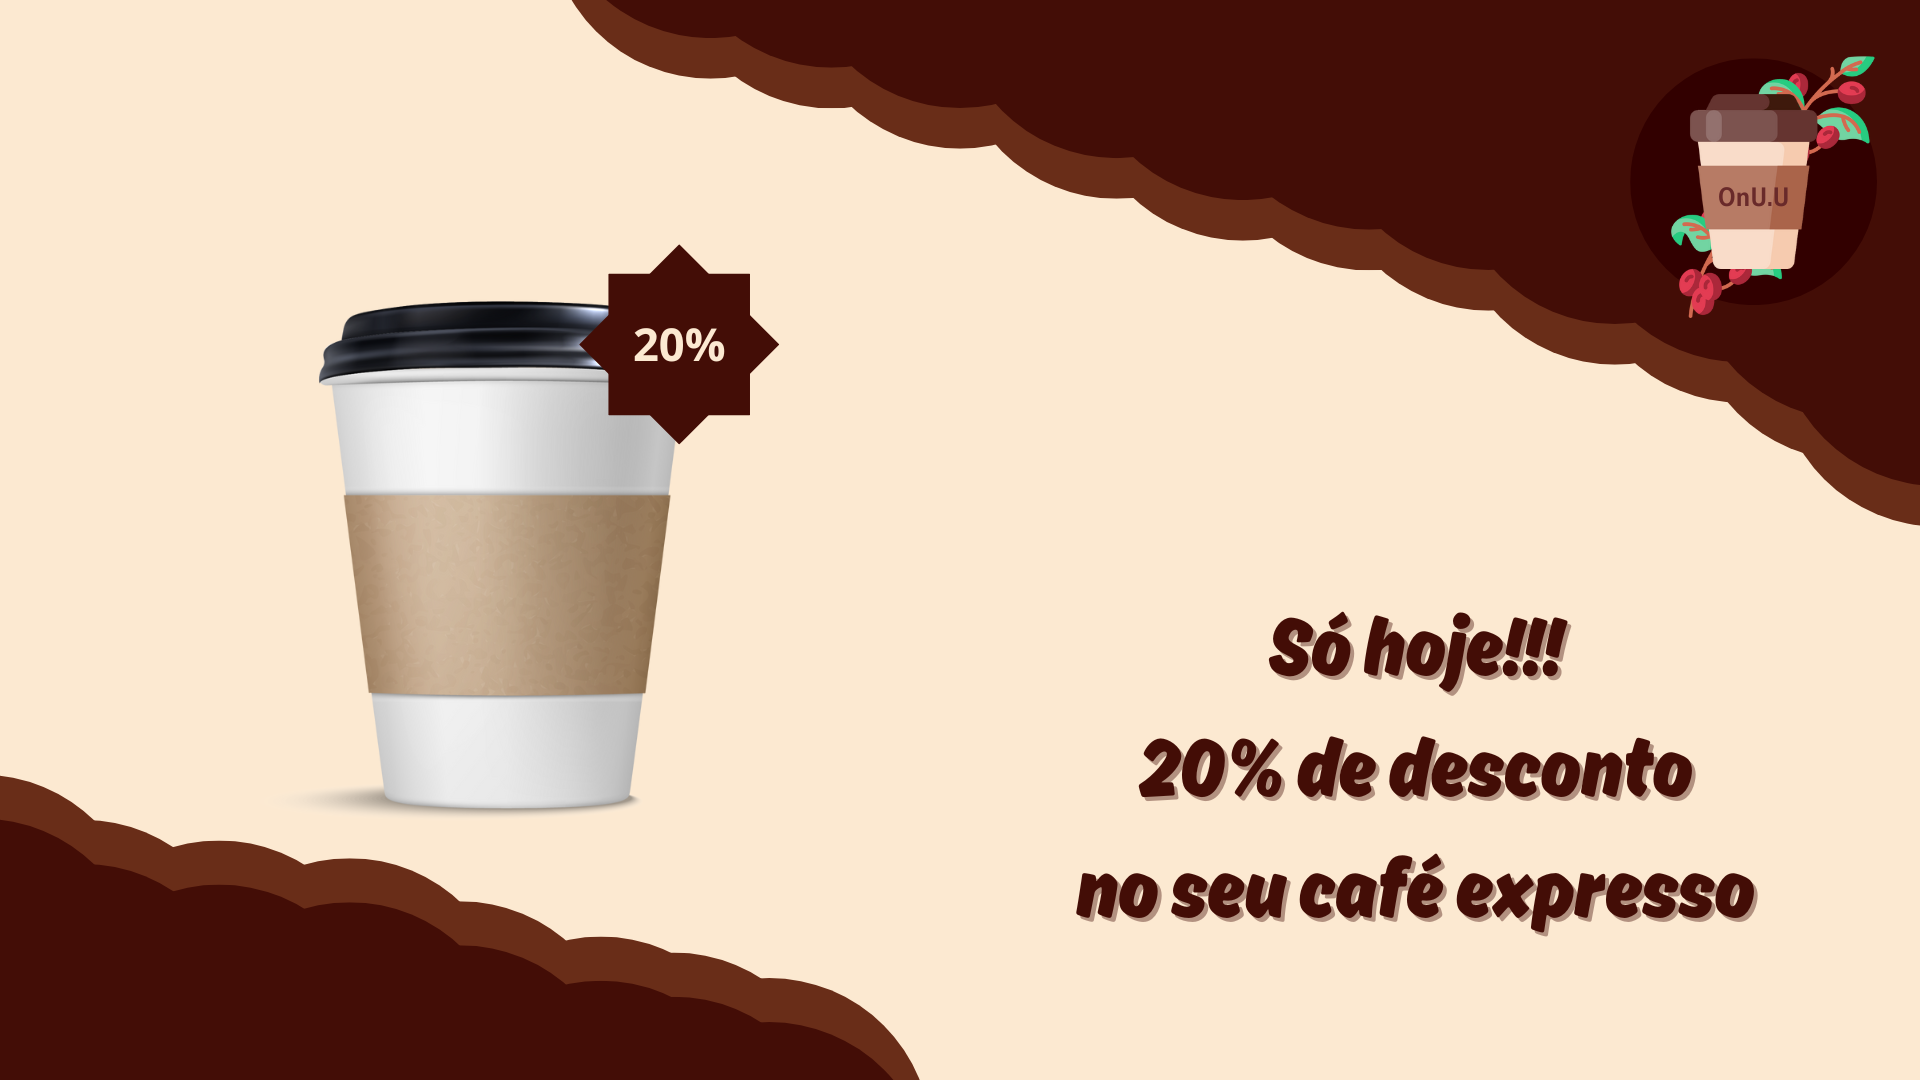 OnU.U
20%
Só hoje!!!
20% de desconto
no seu café expresso